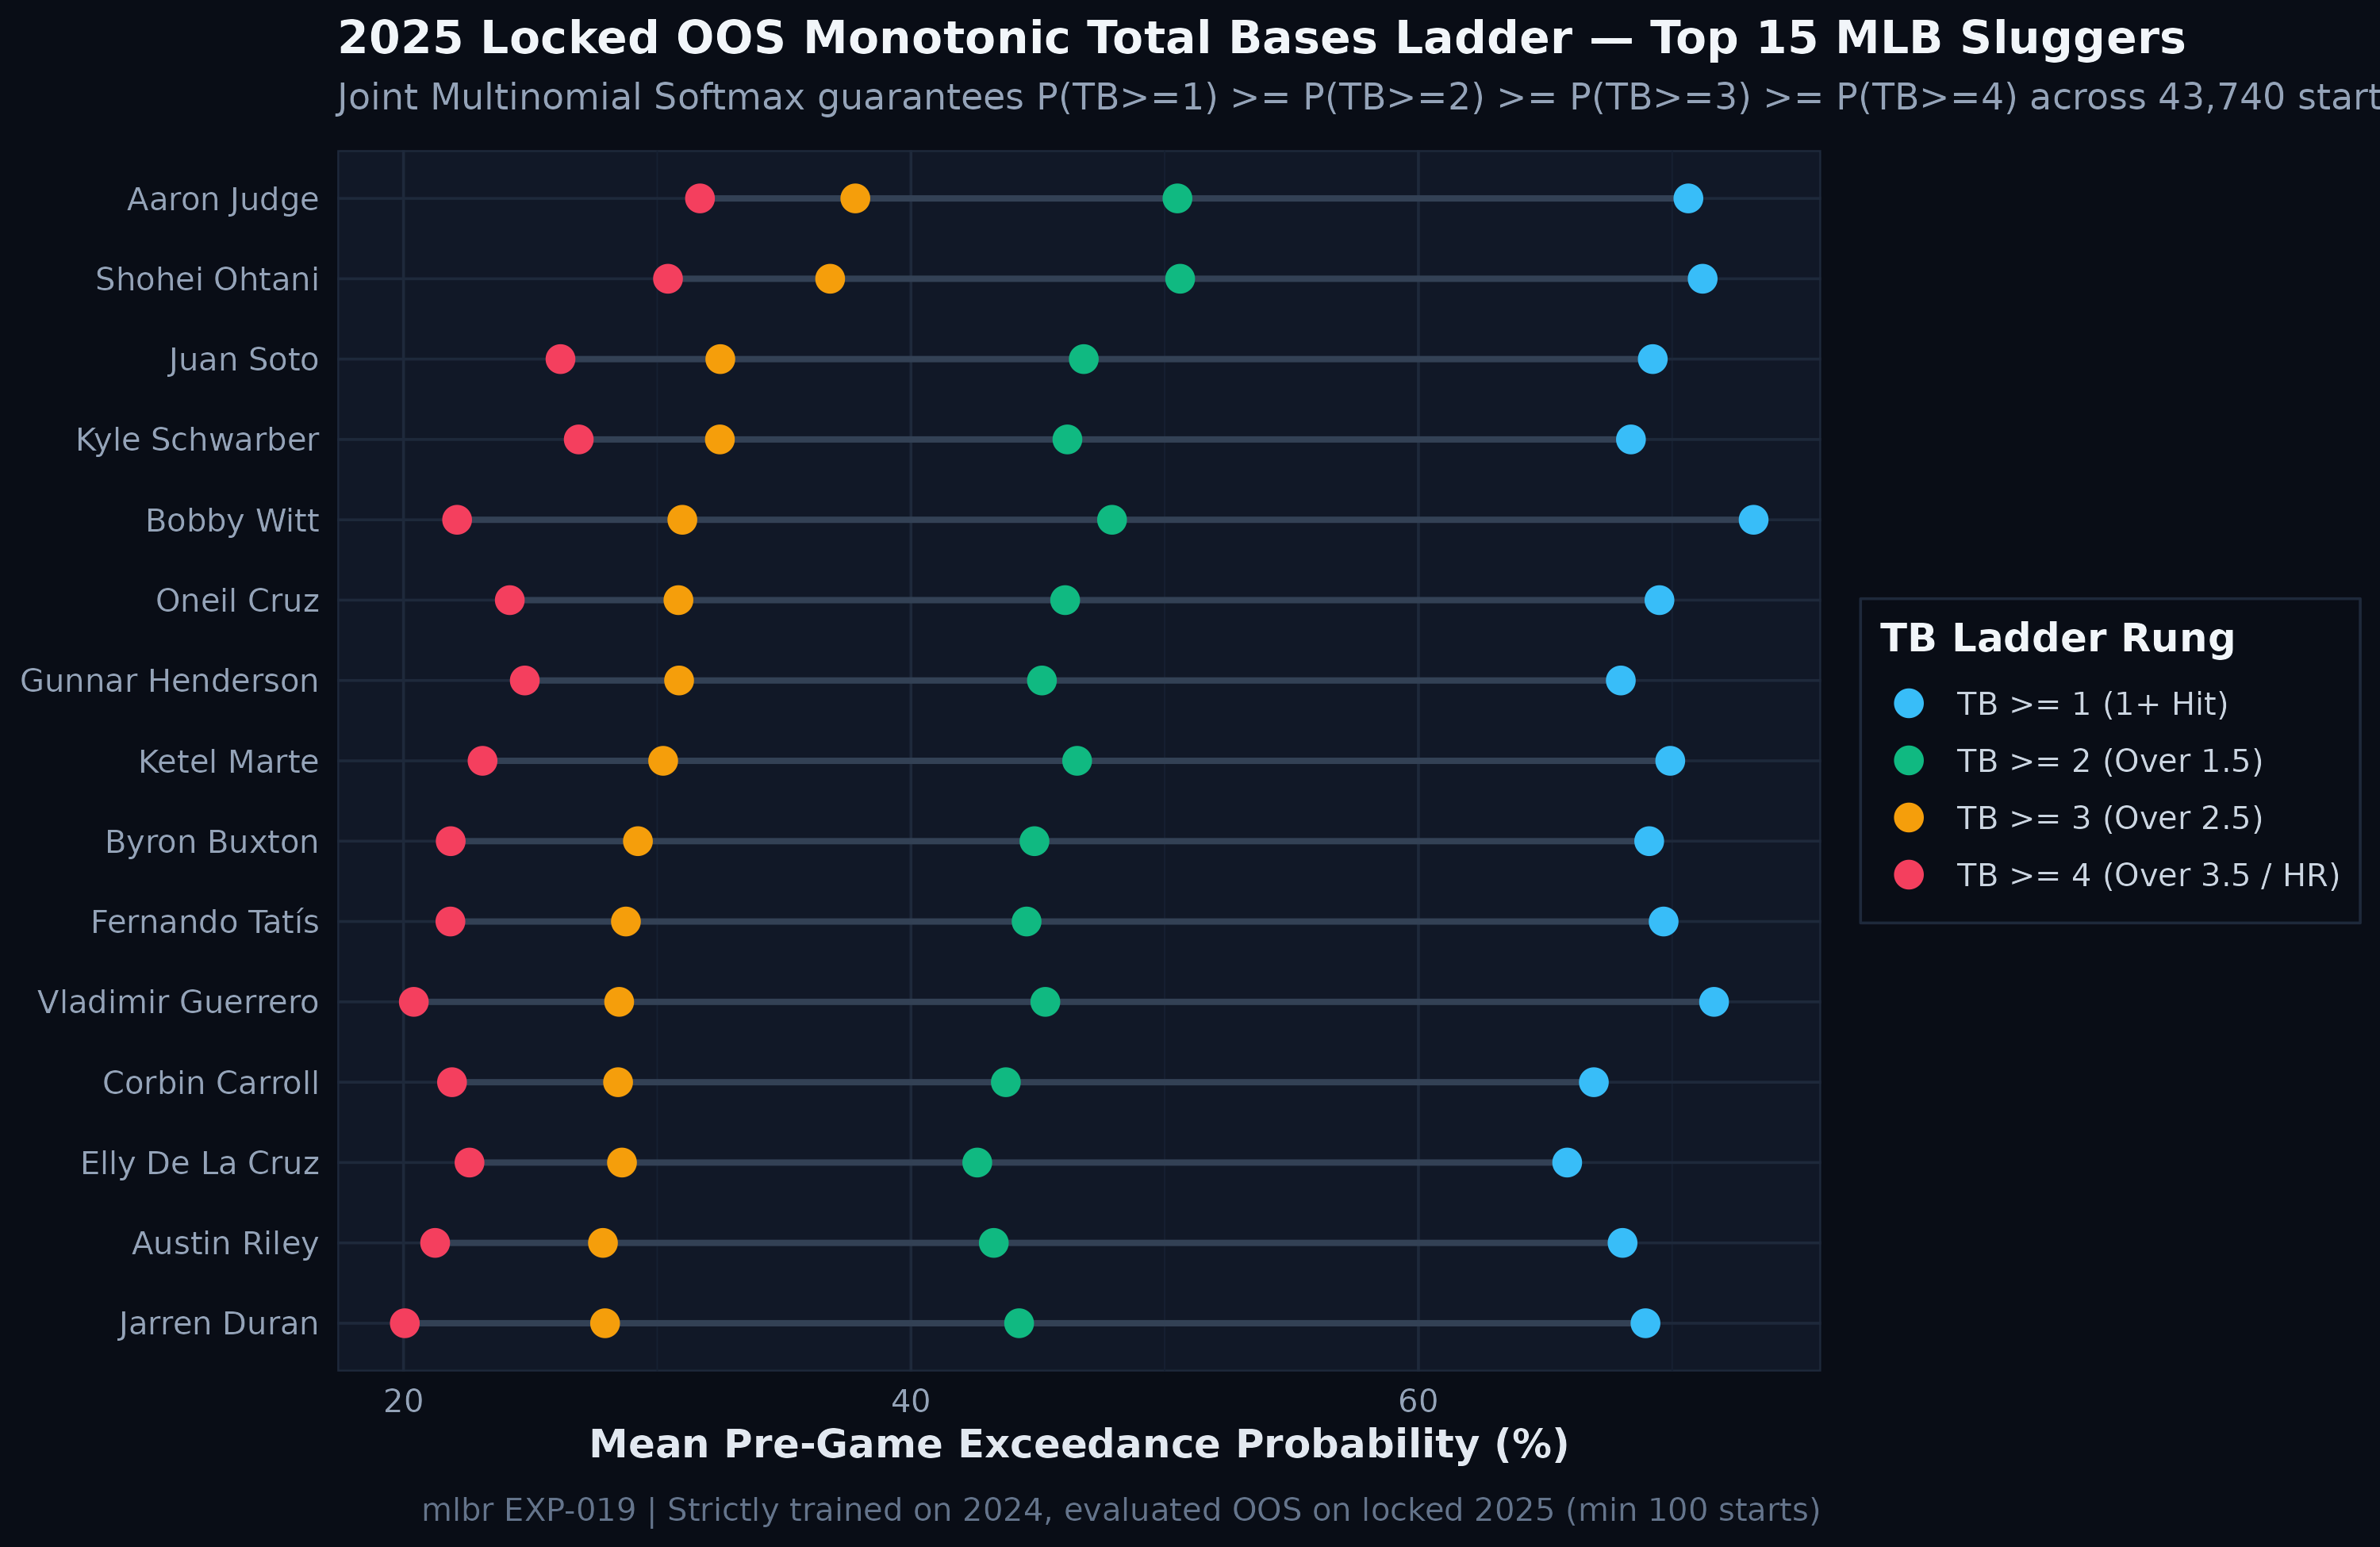 2025 Locked OOS Monotonic Total Bases Ladder — Top 15 MLB Sluggers
Joint Multinomial Softmax guarantees P(TB>=1) >= P(TB>=2) >= P(TB>=3) >= P(TB>=4) across 43,740 start
Aaron Judge
Shohei Ohtani
Juan Soto
Kyle Schwarber
Bobby Witt
Oneil Cruz
Gunnar Henderson
Ketel Marte
Byron Buxton
Fernando Tatís
Vladimir Guerrero
Corbin Carroll
Elly De La Cruz
Austin Riley
Jarren Duran
TB Ladder Rung
TB >= 1 (1+ Hit)
TB >= 2 (Over 1.5)
TB >= 3 (Over 2.5)
TB >= 4 (Over 3.5 / HR)
20 40 60
Mean Pre-Game Exceedance Probability (%)
mlbr EXP-019 | Strictly trained on 2024, evaluated OOS on locked 2025 (min 100 starts)